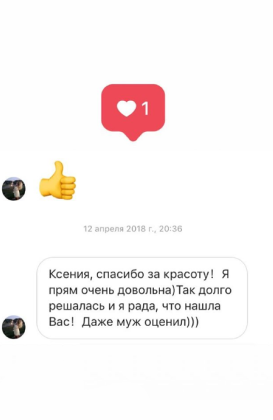 1
12 апреля 2018 г., 20:36
Ксения, спасибо за красоту! Я
прям очень довольна)Так долго
решалась и я рада, что нашла
Вас! Даже муж оценил)))